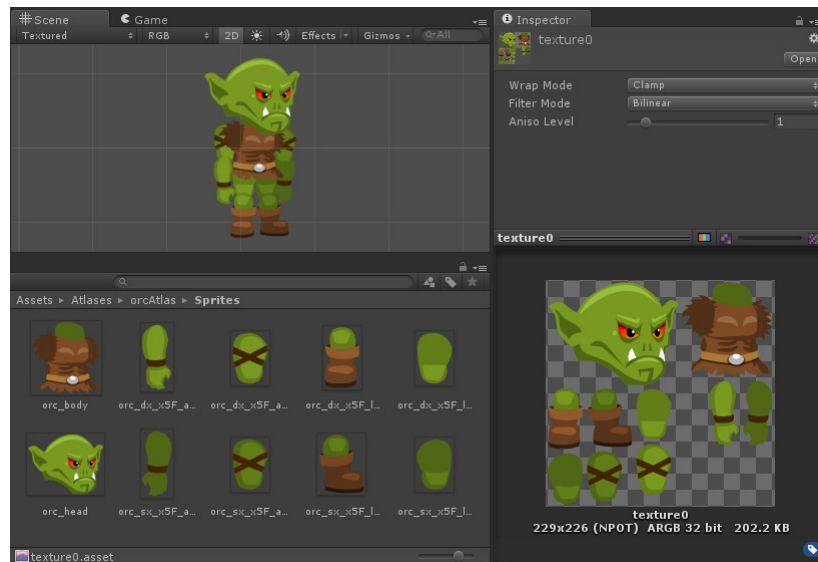 Scene Game
Textured RGB 2D Effects Gizmos All
Inspector
texture0
Open
Wrap Mode Clamp
Filter Mode Bilinear
Aniso Level 1
texture0
Assets ▸ Atlases ▸ orcAtlas ▸ Sprites
orc_body orc_dx_x5F_a... orc_dx_x5F_a... orc_dx_x5F_l... orc_dx_x5F_l...
orc_head orc_sx_x5F_a... orc_sx_x5F_a... orc_sx_x5F_l... orc_sx_x5F_l...
texture0.asset
texture0
229x226 (NPOT) ARGB 32 bit 202.2 KB